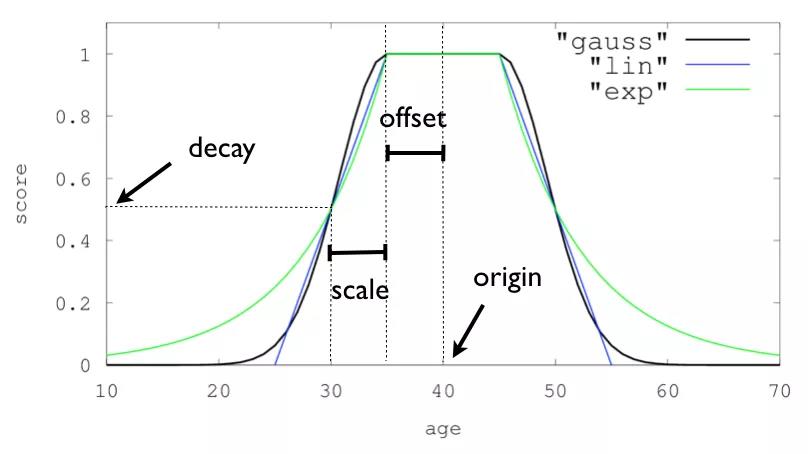 "gauss"
"lin"
"exp"
1
0.8
0.6
0.4
0.2
0
score
offset
decay
scale
origin
10 20 30 40 50 60 70
age